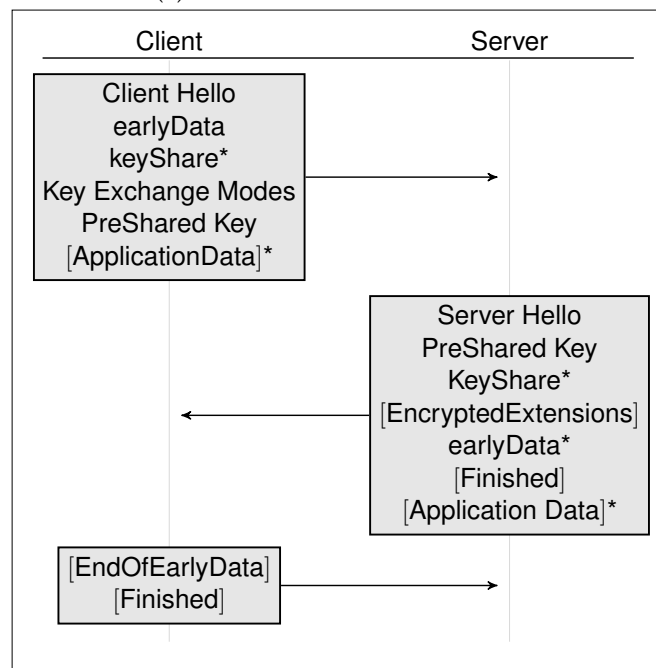 Client Server
Client Hello
earlyData
keyShare*
Key Exchange Modes
PreShared Key
[ApplicationData]*
Server Hello
PreShared Key
KeyShare*
[EncryptedExtensions]
earlyData*
[Finished]
[Application Data]*
[EndOfEarlyData]
[Finished]